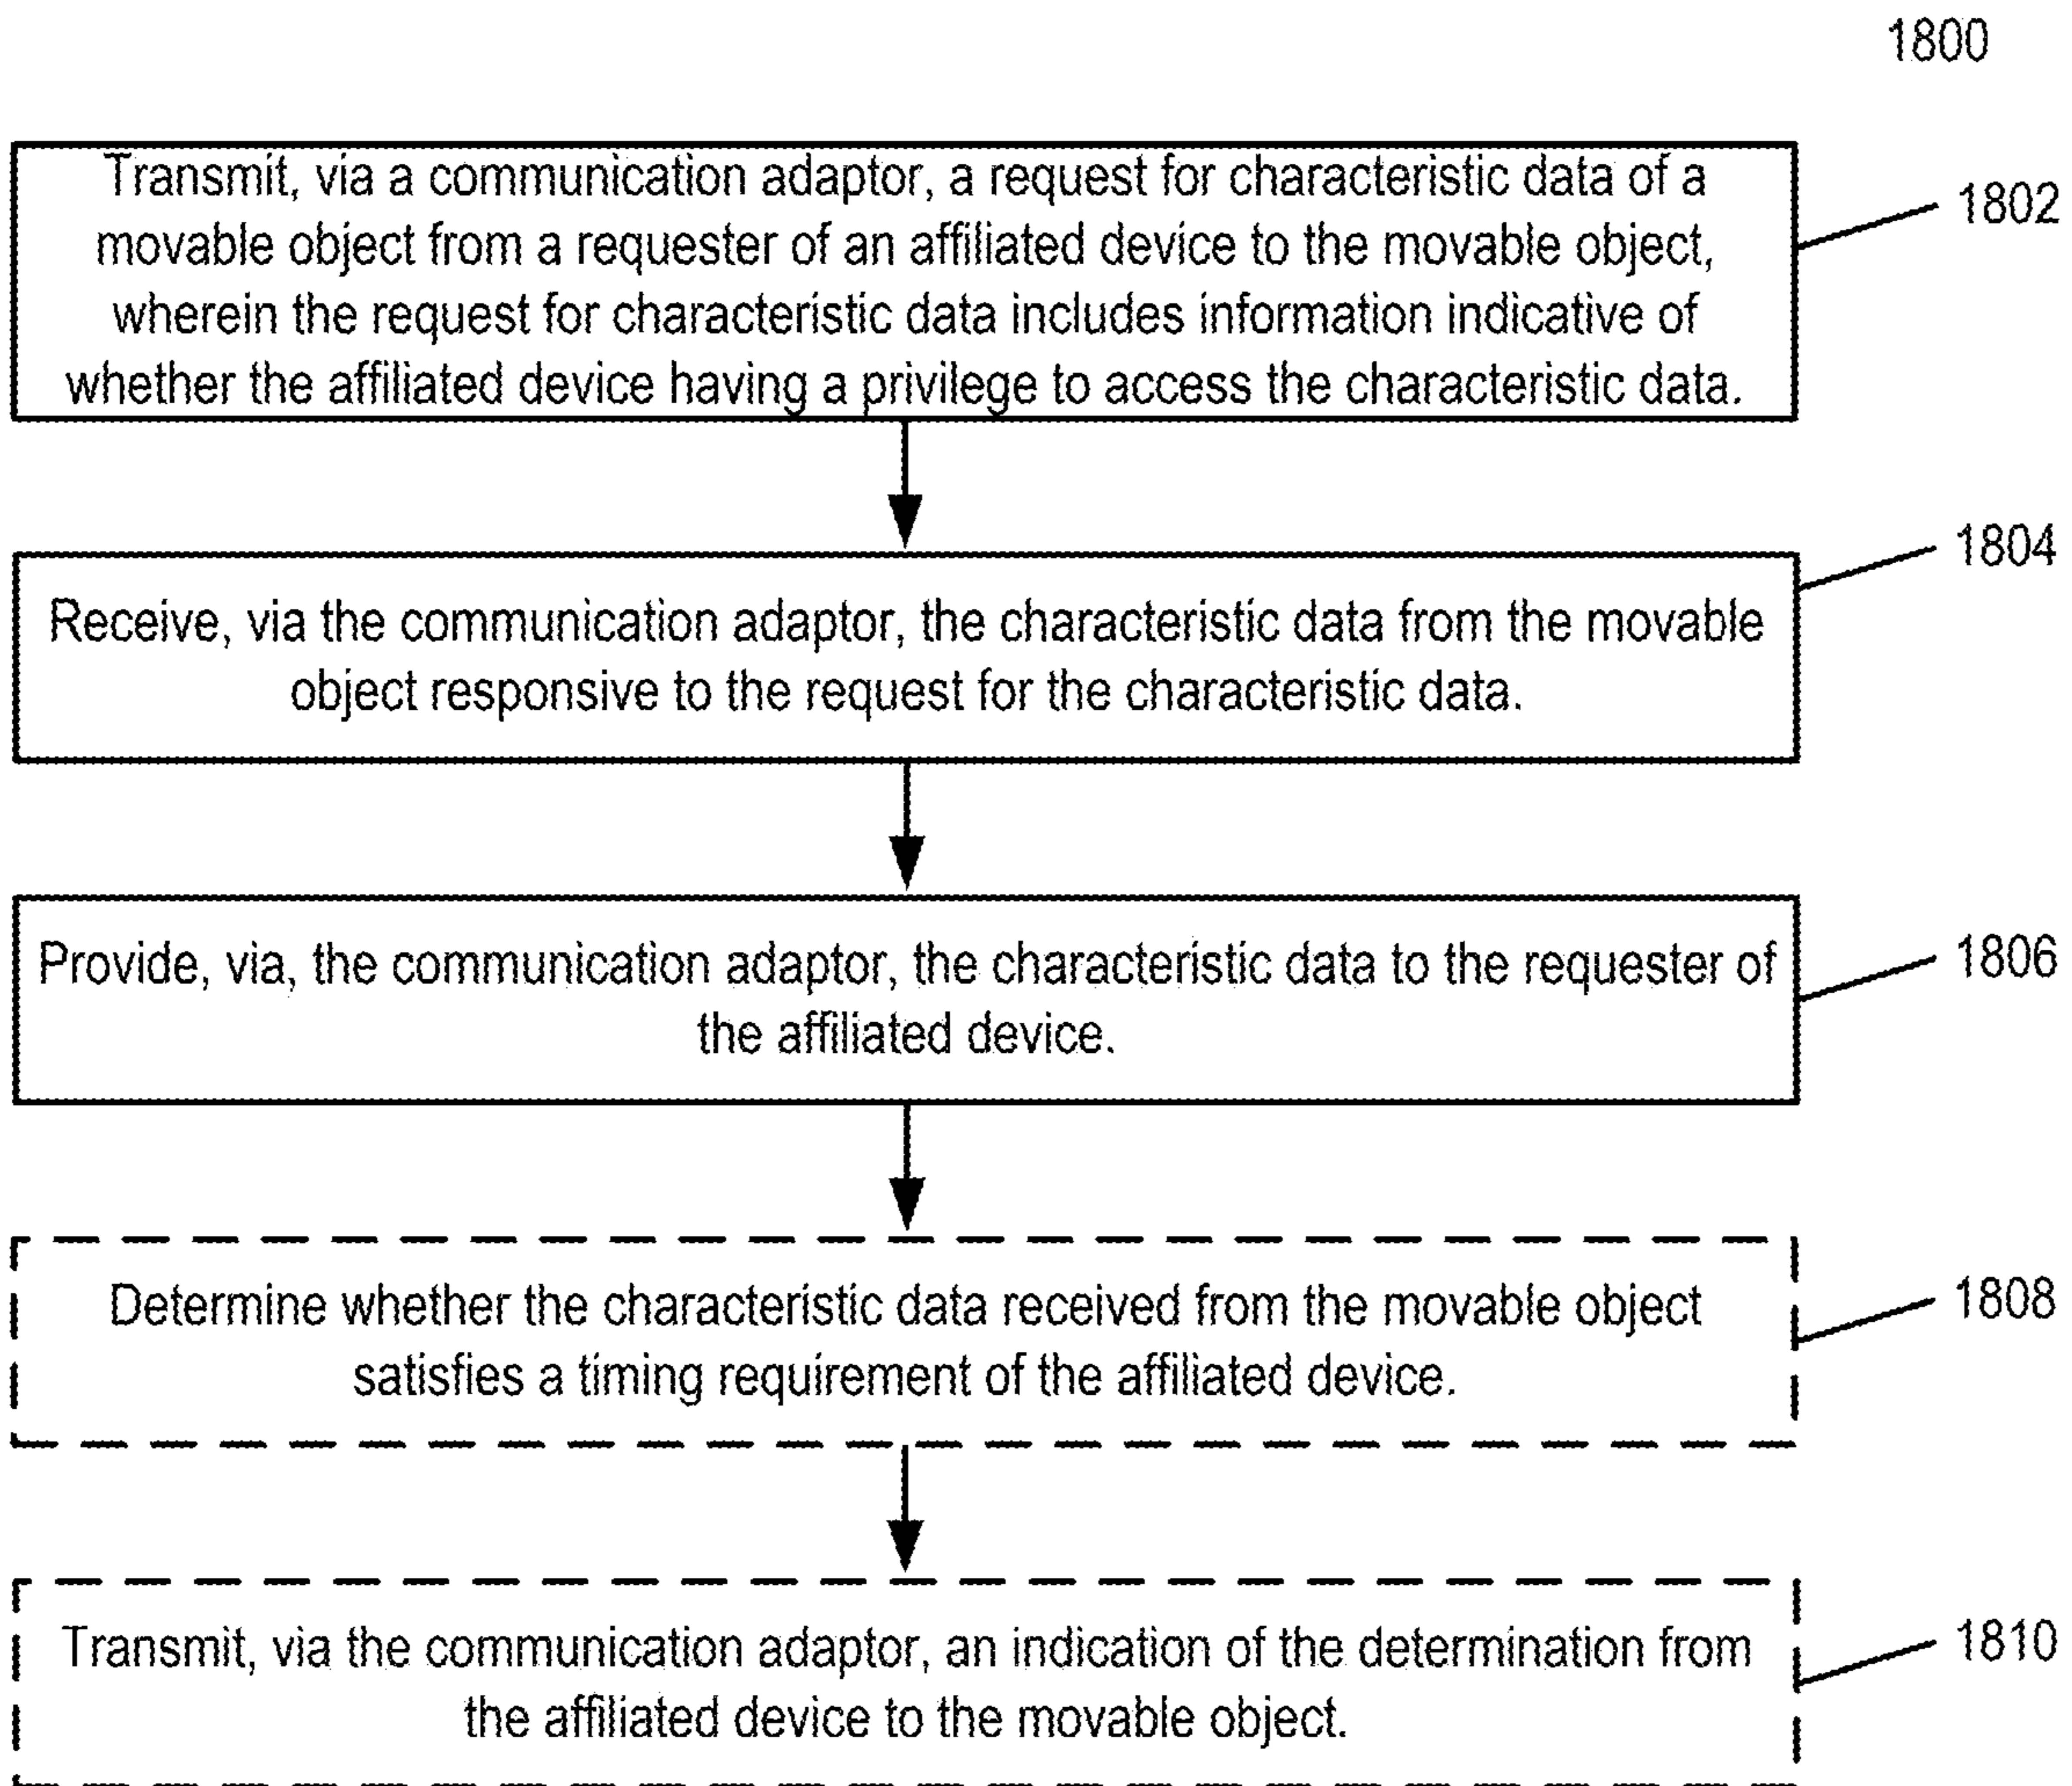 1800
Transmit, via a communication adaptor, a request for characteristic data of a
movable object from a requester of an affiliated device to the movable object,
wherein the request for characteristic data includes information indicative of
whether the affiliated device having a privilege to access the characteristic data.
1802
Receive, via the communication adaptor, the characteristic data from the movable
object responsive to the request for the characteristic data.
1804
Provide, via, the communication adaptor, the characteristic data to the requester of
the affiliated device.
1806
Determine whether the characteristic data received from the movable object
satisfies a timing requirement of the affiliated device.
1808
Transmit, via the communication adaptor, an indication of the determination from
the affiliated device to the movable object.
1810